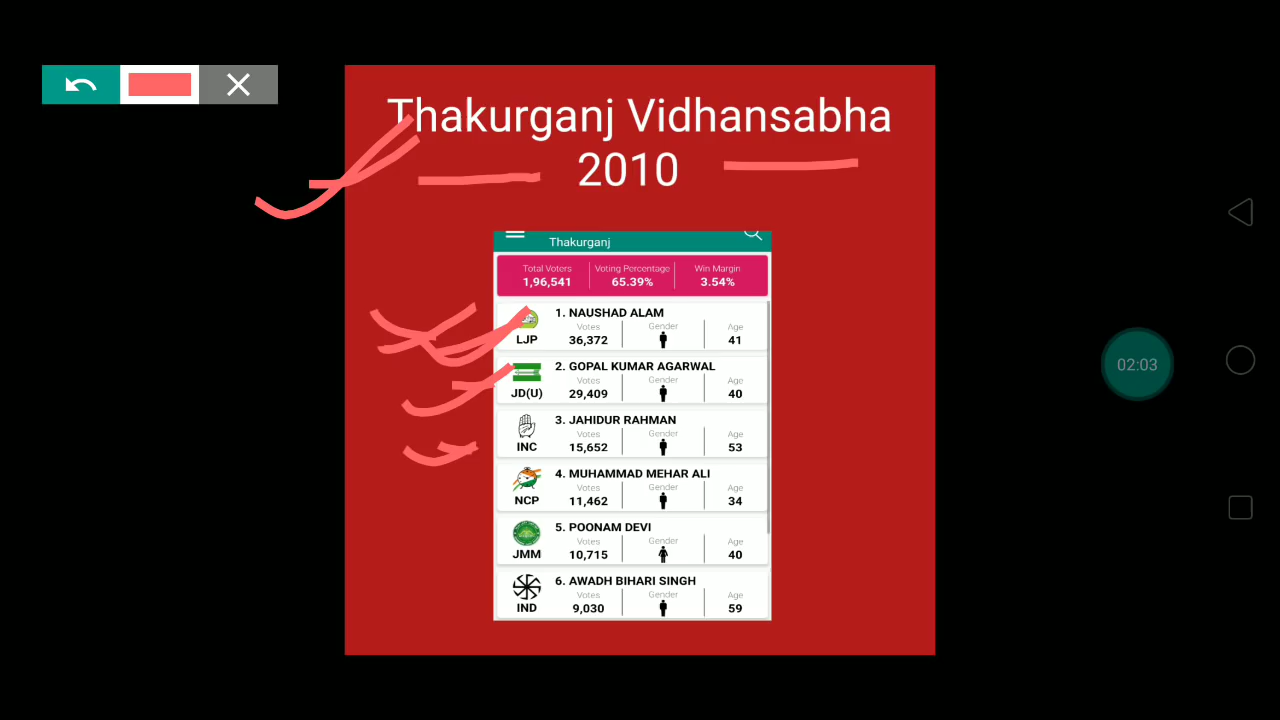 Thakurganj Vidhansabha
2010
Thakurganj
Total Voters Voting Percentage Win Margin
1,96,541 65.39% 3.54%
1. NAUSHAD ALAM
Votes Gender Age
LJP 36,372 41
2. GOPAL KUMAR AGARWAL
Votes Gender Age
JD(U) 29,409 40
3. JAHIDUR RAHMAN
Votes Gender Age
INC 15,652 53
4. MUHAMMAD MEHAR ALI
Votes Gender Age
NCP 11,462 34
5. POONAM DEVI
Votes Gender Age
JMM 10,715 40
6. AWADH BIHARI SINGH
Votes Gender Age
IND 9,030 59
02:03